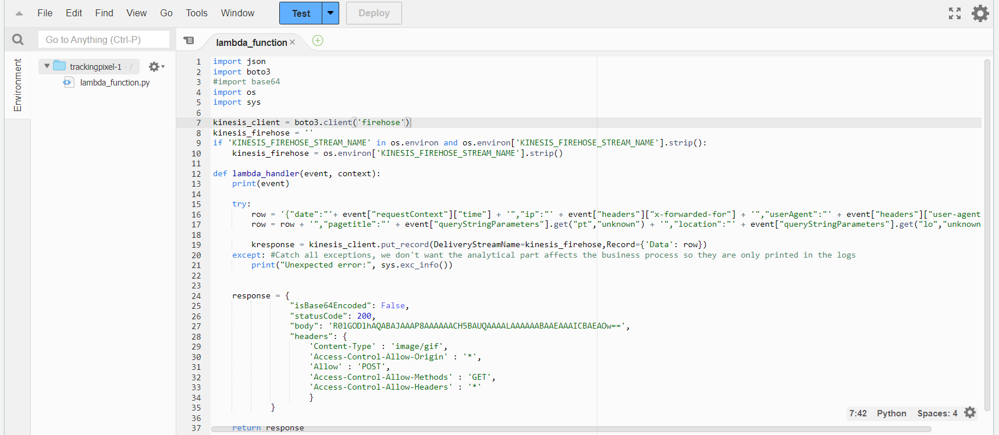 File Edit Find View Go Tools Window Test Deploy
Go to Anything (Ctrl-P)
lambda_function
Environment
trackingpixel-1 - /
lambda_function.py
1 import json
2 import boto3
3 #import base64
4 import os
5 import sys
6
7 kinesis_client = boto3.client('firehose')
8 kinesis_firehose = ''
9 if 'KINESIS_FIREHOSE_STREAM_NAME' in os.environ and os.environ['KINESIS_FIREHOSE_STREAM_NAME'].strip():
10     kinesis_firehose = os.environ['KINESIS_FIREHOSE_STREAM_NAME'].strip()
11
12 def lambda_handler(event, context):
13     print(event)
14
15     try:
16         row = '{"date":"'+ event["requestContext"]["time"] + '","ip":"' + event["headers"]["x-forwarded-for"] + '","userAgent":"' + event["headers"]["user-agent
17         row = row + '","pagetitle":"' + event["queryStringParameters"].get("pt","unknown") + '","location":"' + event["queryStringParameters"].get("lo","unknown
18
19         kresponse = kinesis_client.put_record(DeliveryStreamName=kinesis_firehose,Record={'Data': row})
20     except: #Catch all exceptions, we don't want the analytical part affects the business process so they are only printed in the logs
21         print("Unexpected error:", sys.exc_info())
22
23
24     response = {
25                 "isBase64Encoded": False,
26                 "statusCode": 200,
27                 "body": 'R0lGODlhAQABAJAAAP8AAAAAACH5BAUQAAAALAAAAAABAAEAAAICBAEAOw==',
28                 "headers": {
29                     'Content-Type' : 'image/gif',
30                     'Access-Control-Allow-Origin' : '*',
31                     'Allow' : 'POST',
32                     'Access-Control-Allow-Methods' : 'GET',
33                     'Access-Control-Allow-Headers' : '*'
34                     }
35             }
36
37     return response
7:42 Python Spaces: 4